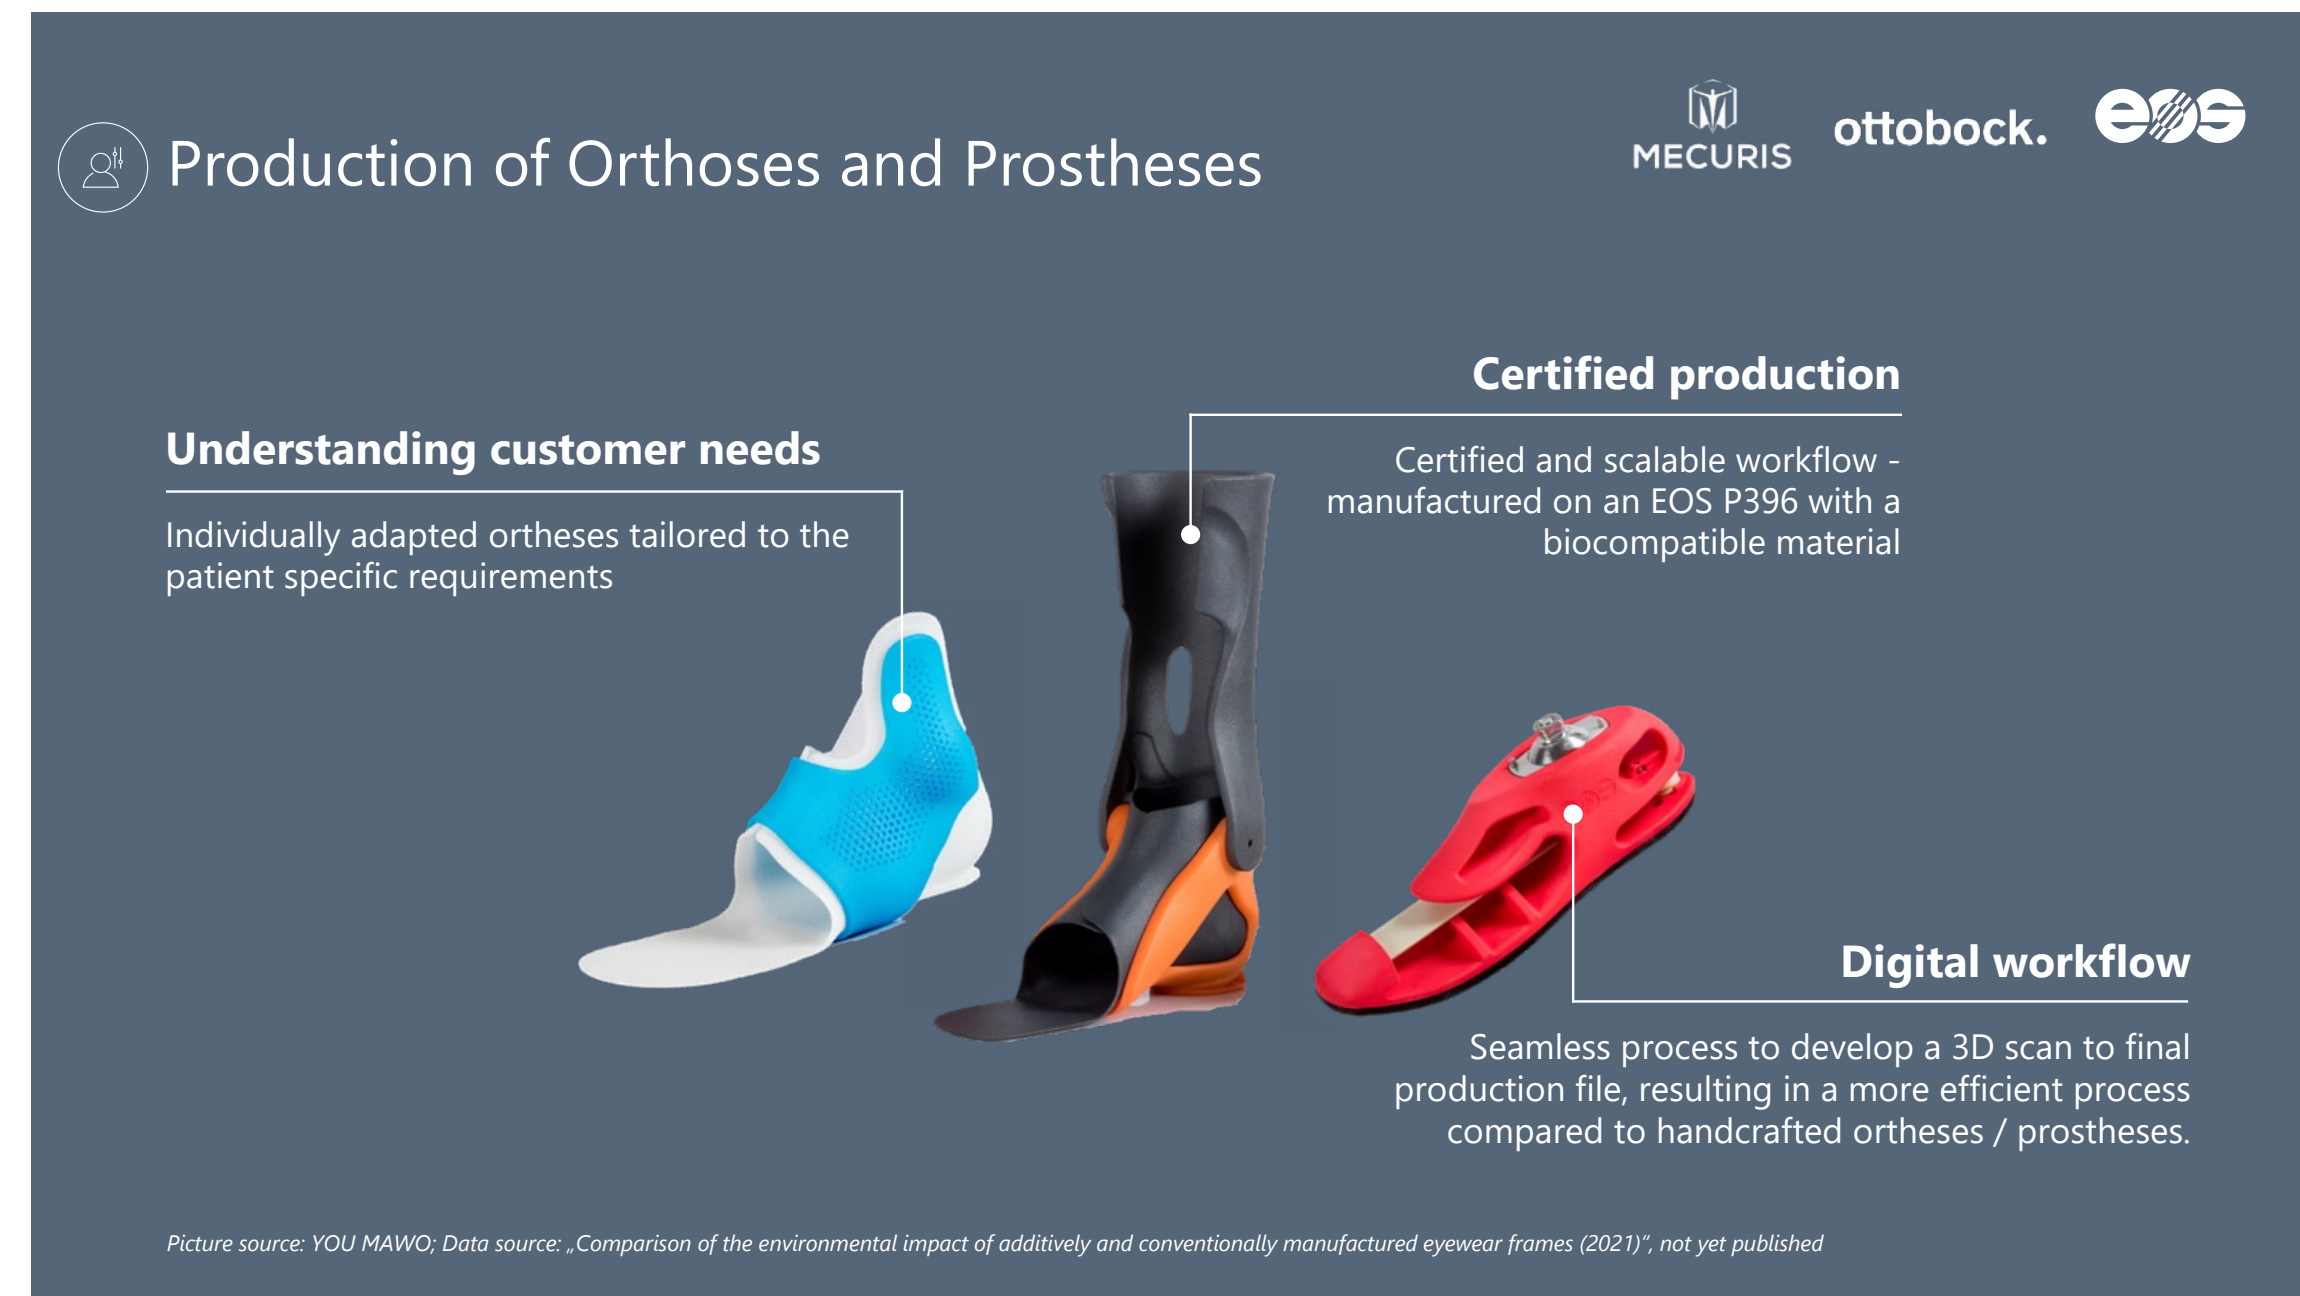 Production of Orthoses and Prostheses
MECURIS
ottobock.
eos
Certified production
Certified and scalable workflow -
manufactured on an EOS P396 with a
biocompatible material
Understanding customer needs
Individually adapted ortheses tailored to the
patient specific requirements
Digital workflow
Seamless process to develop a 3D scan to final
production file, resulting in a more efficient process
compared to handcrafted ortheses / prostheses.
Picture source: YOU MAWO; Data source: „Comparison of the environmental impact of additively and conventionally manufactured eyewear frames (2021)“, not yet published